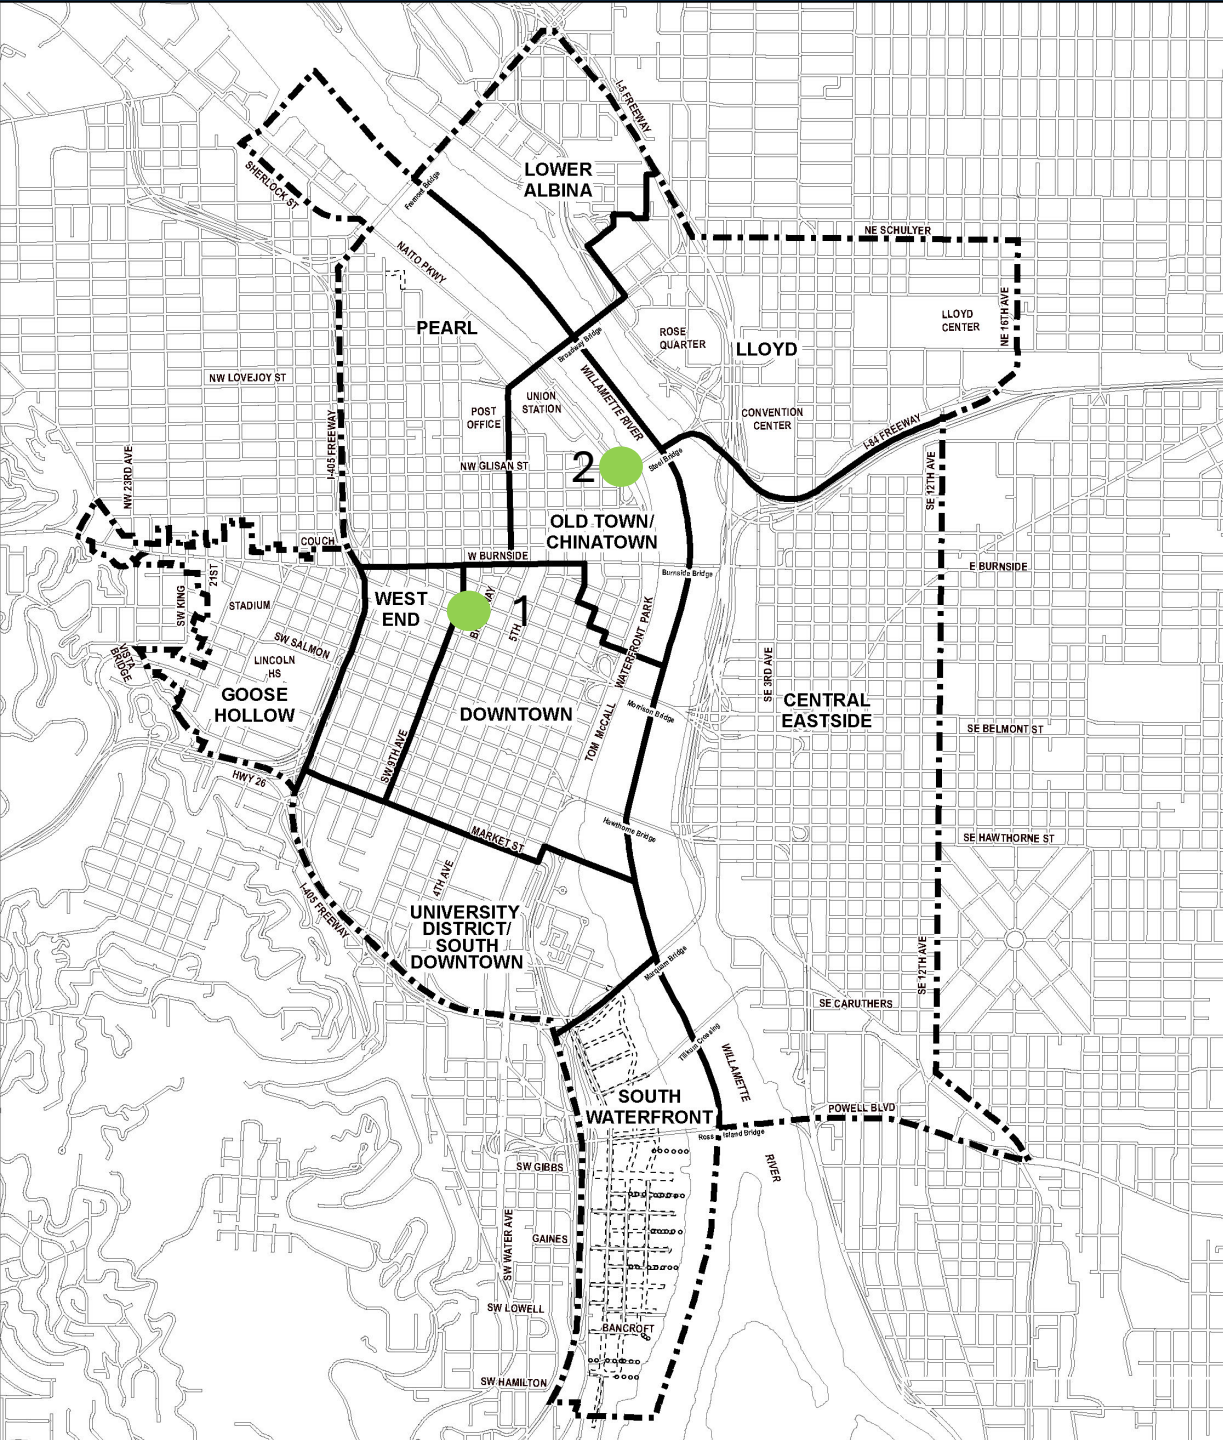 I-5 FREEWAY
LOWER
ALBINA
SHERLOCK ST
Fremont Bridge
NE SCHULYER
NAITO PKWY
LLOYD
CENTER
NE 16TH AVE
PEARL
Broadway Bridge
ROSE
QUARTER
LLOYD
NW LOVEJOY ST
WILLAMETTE RIVER
UNION
STATION
POST
OFFICE
CONVENTION
CENTER
I-84 FREEWAY
I-405 FREEWAY
NW 23RD AVE
NW GLISAN ST
2
Steel Bridge
SE 12TH AVE
OLD TOWN/
CHINATOWN
COUCH
W BURNSIDE
Burnside Bridge
E BURNSIDE
21ST
SW KING
STADIUM
WEST
END
1
5TH
SW SALMON
LINCOLN
HS
VISTA
BRIDGE
GOOSE
HOLLOW
TOM McCALL WATERFRONT PARK
SE 3RD AVE
CENTRAL
EASTSIDE
DOWNTOWN
Morrison Bridge
SE BELMONT ST
SW 9TH AVE
HWY 26
Hawthorne Bridge
MARKET ST
SE HAWTHORNE ST
4TH AVE
I-405 FREEWAY
UNIVERSITY
DISTRICT/
SOUTH
DOWNTOWN
Marquam Bridge
SE 12TH AVE
SE CARUTHERS
Tilikum Crossing
WILLAMETTE
SOUTH
WATERFRONT
POWELL BLVD
Ross Island Bridge
RIVER
SW GIBBS
SW WATER AVE
GAINES
SW LOWELL
BANCROFT
SW HAMILTON